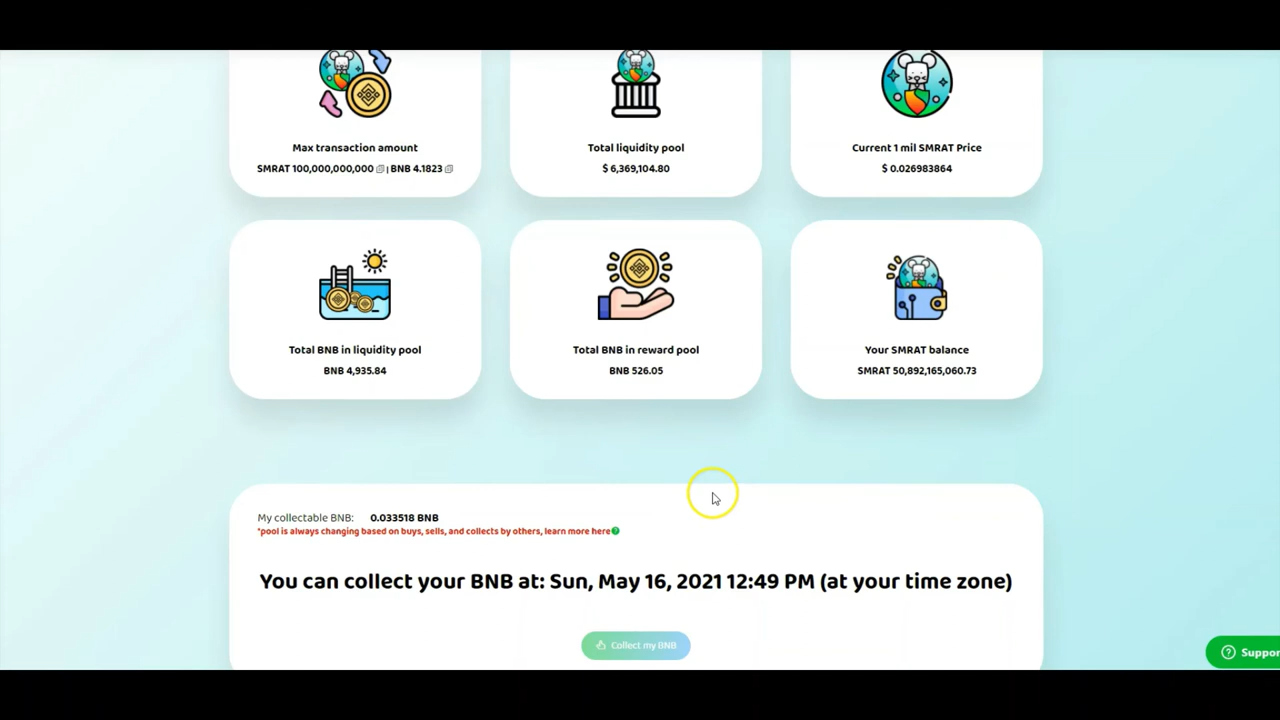 Max transaction amount
SMRAT 100,000,000,000 | BNB 4.1823
Total liquidity pool
$ 6,369,104.80
Current 1 mil SMRAT Price
$ 0.026983864
Total BNB in liquidity pool
BNB 4,935.84
Total BNB in reward pool
BNB 526.05
Your SMRAT balance
SMRAT 50,892,165,060.73
My collectable BNB: 0.033518 BNB
*pool is always changing based on buys, sells, and collects by others, learn more here?
You can collect your BNB at: Sun, May 16, 2021 12:49 PM (at your time zone)
Collect my BNB
? Suppor